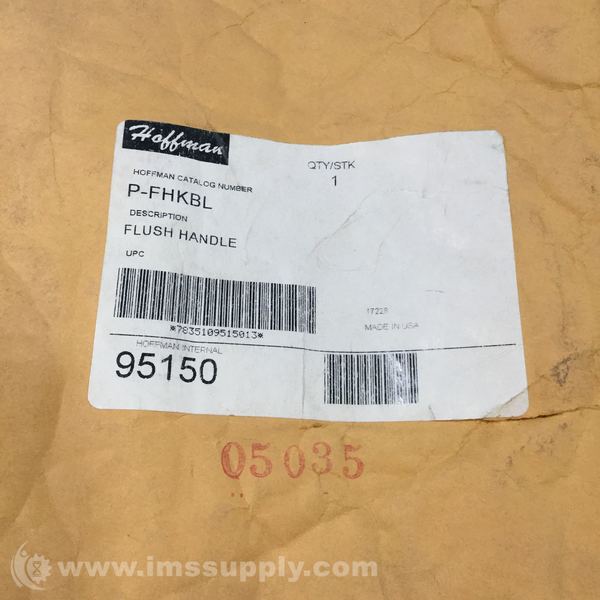 Hoffman
QTY/STK
1
HOFFMAN CATALOG NUMBER
P-FHKBL
DESCRIPTION
FLUSH HANDLE
UPC
*7835109515013*
17228
MADE IN USA
HOFFMAN INTERNAL
95150
05035
www.imssupply.com